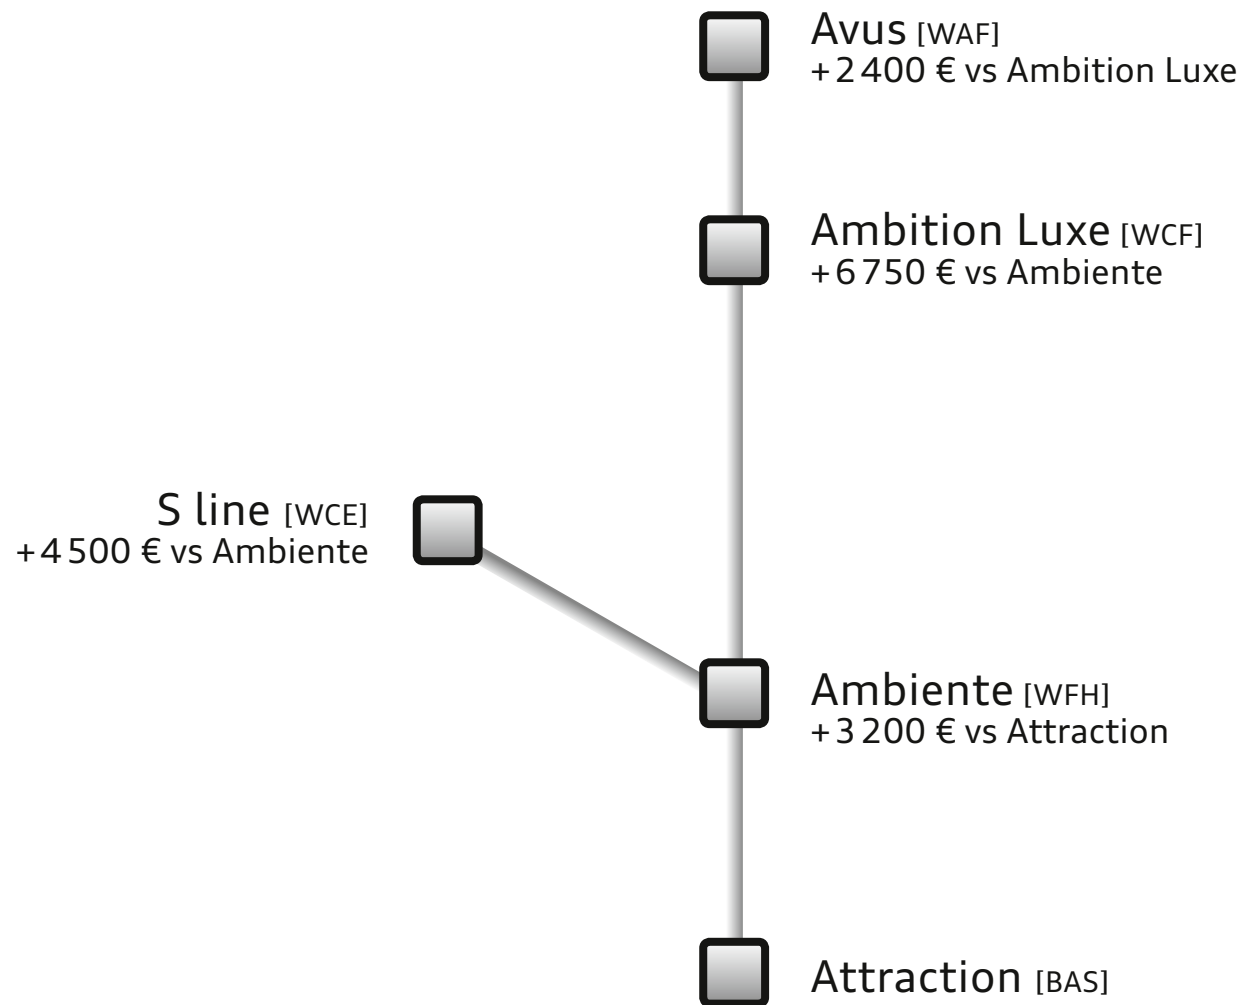 Avus [WAF]
+2 400 € vs Ambition Luxe
Ambition Luxe [WCF]
+6 750 € vs Ambiente
S line [WCE]
+4 500 € vs Ambiente
Ambiente [WFH]
+3 200 € vs Attraction
Attraction [BAS]